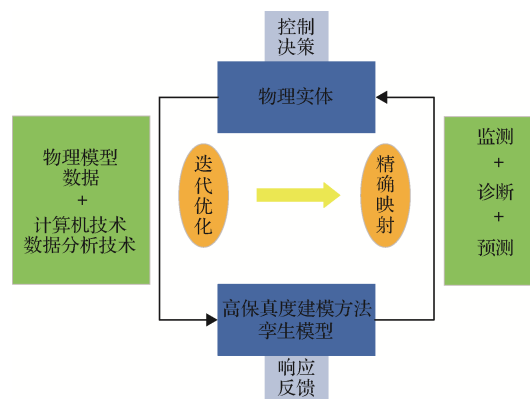 控制
决策
物理实体
物理模型
数据
+
计算机技术
数据分析技术
迭代优化
精确映射
监测
+
诊断
+
预测
高保真度建模方法
孪生模型
响应
反馈